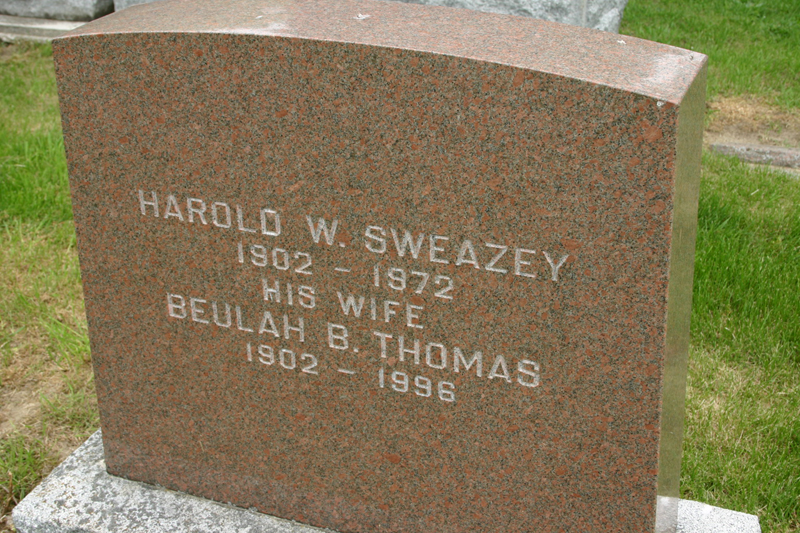 HAROLD W. SWEAZEY
1902 – 1972
HIS WIFE
BEULAH B. THOMAS
1902 – 1996